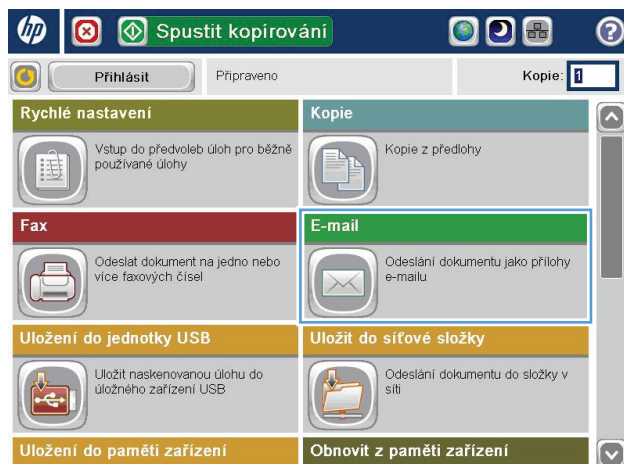 hp
Spustit kopírování
?
Přihlásit
Připraveno
Kopie: 1
Rychlé nastavení
Vstup do předvoleb úloh pro běžně
používané úlohy
Kopie
Kopie z předlohy
Fax
Odeslat dokument na jedno nebo
více faxových čísel
E-mail
Odeslání dokumentu jako přílohy
e-mailu
Uložení do jednotky USB
Uložit naskenovanou úlohu do
úložného zařízení USB
Uložit do síťové složky
Odeslání dokumentu do složky v
síti
Uložení do paměti zařízení
Obnovit z paměti zařízení